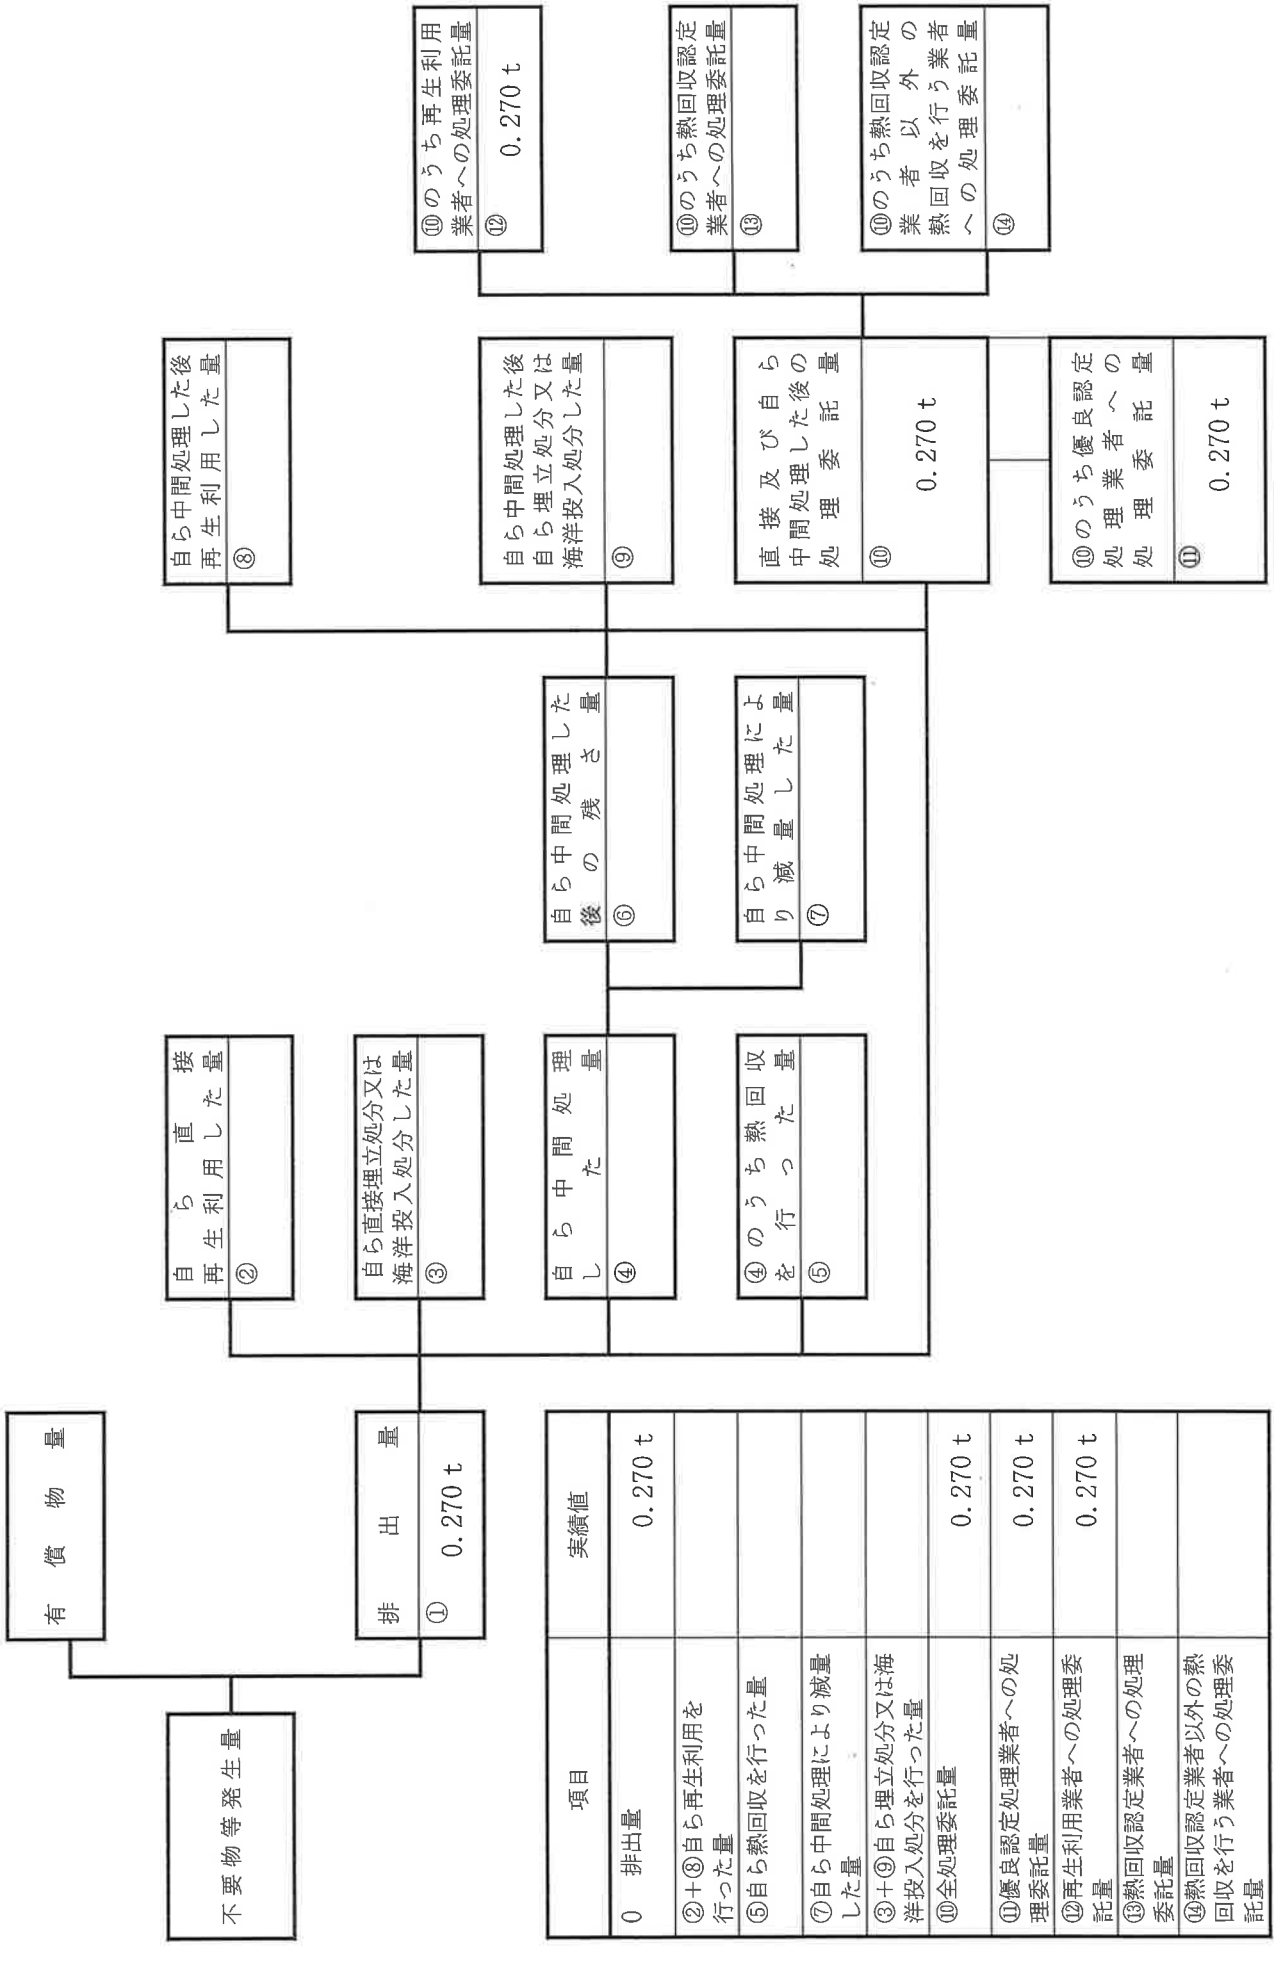 不要物等発生量
有償物量
排出量
① 0.270ｔ
自ら直接
再生利用した量
②
自ら直接埋立処分又は
海洋投入処分した量
③
自ら中間処理
した量
④
④のうち熱回収
を行った量
⑤
自ら中間処理した
後の残さ量
⑥
自ら中間処理によ
り減量した量
⑦
自ら中間処理した後
再生利用した量
⑧
自ら中間処理した後
自ら埋立処分又は
海洋投入処分した量
⑨
直接及び自ら
中間処理した後の
処理委託量
⑩ 0.270ｔ
⑩のうち優良認定
処理業者への
処理委託量
⑪ 0.270ｔ
⑩のうち再生利用
業者への処理委託量
⑫ 0.270ｔ
⑩のうち熱回収認定
業者への処理委託量
⑬
⑩のうち熱回収認定
業者以外の
熱回収を行う業者
への処理委託量
⑭
項目 実績値
0 排出量 0.270ｔ
②＋⑧自ら再生利用を
行った量
⑤自ら熱回収を行った量
⑦自ら中間処理により減量
した量
③＋⑨自ら埋立処分又は海
洋投入処分を行った量
⑩全処理委託量 0.270ｔ
⑪優良認定処理業者への処
理委託量 0.270ｔ
⑫再生利用業者への処理委
託量 0.270ｔ
⑬熱回収認定業者への処理
委託量
⑭熱回収認定業者以外の熱
回収を行う業者への処理委
託量